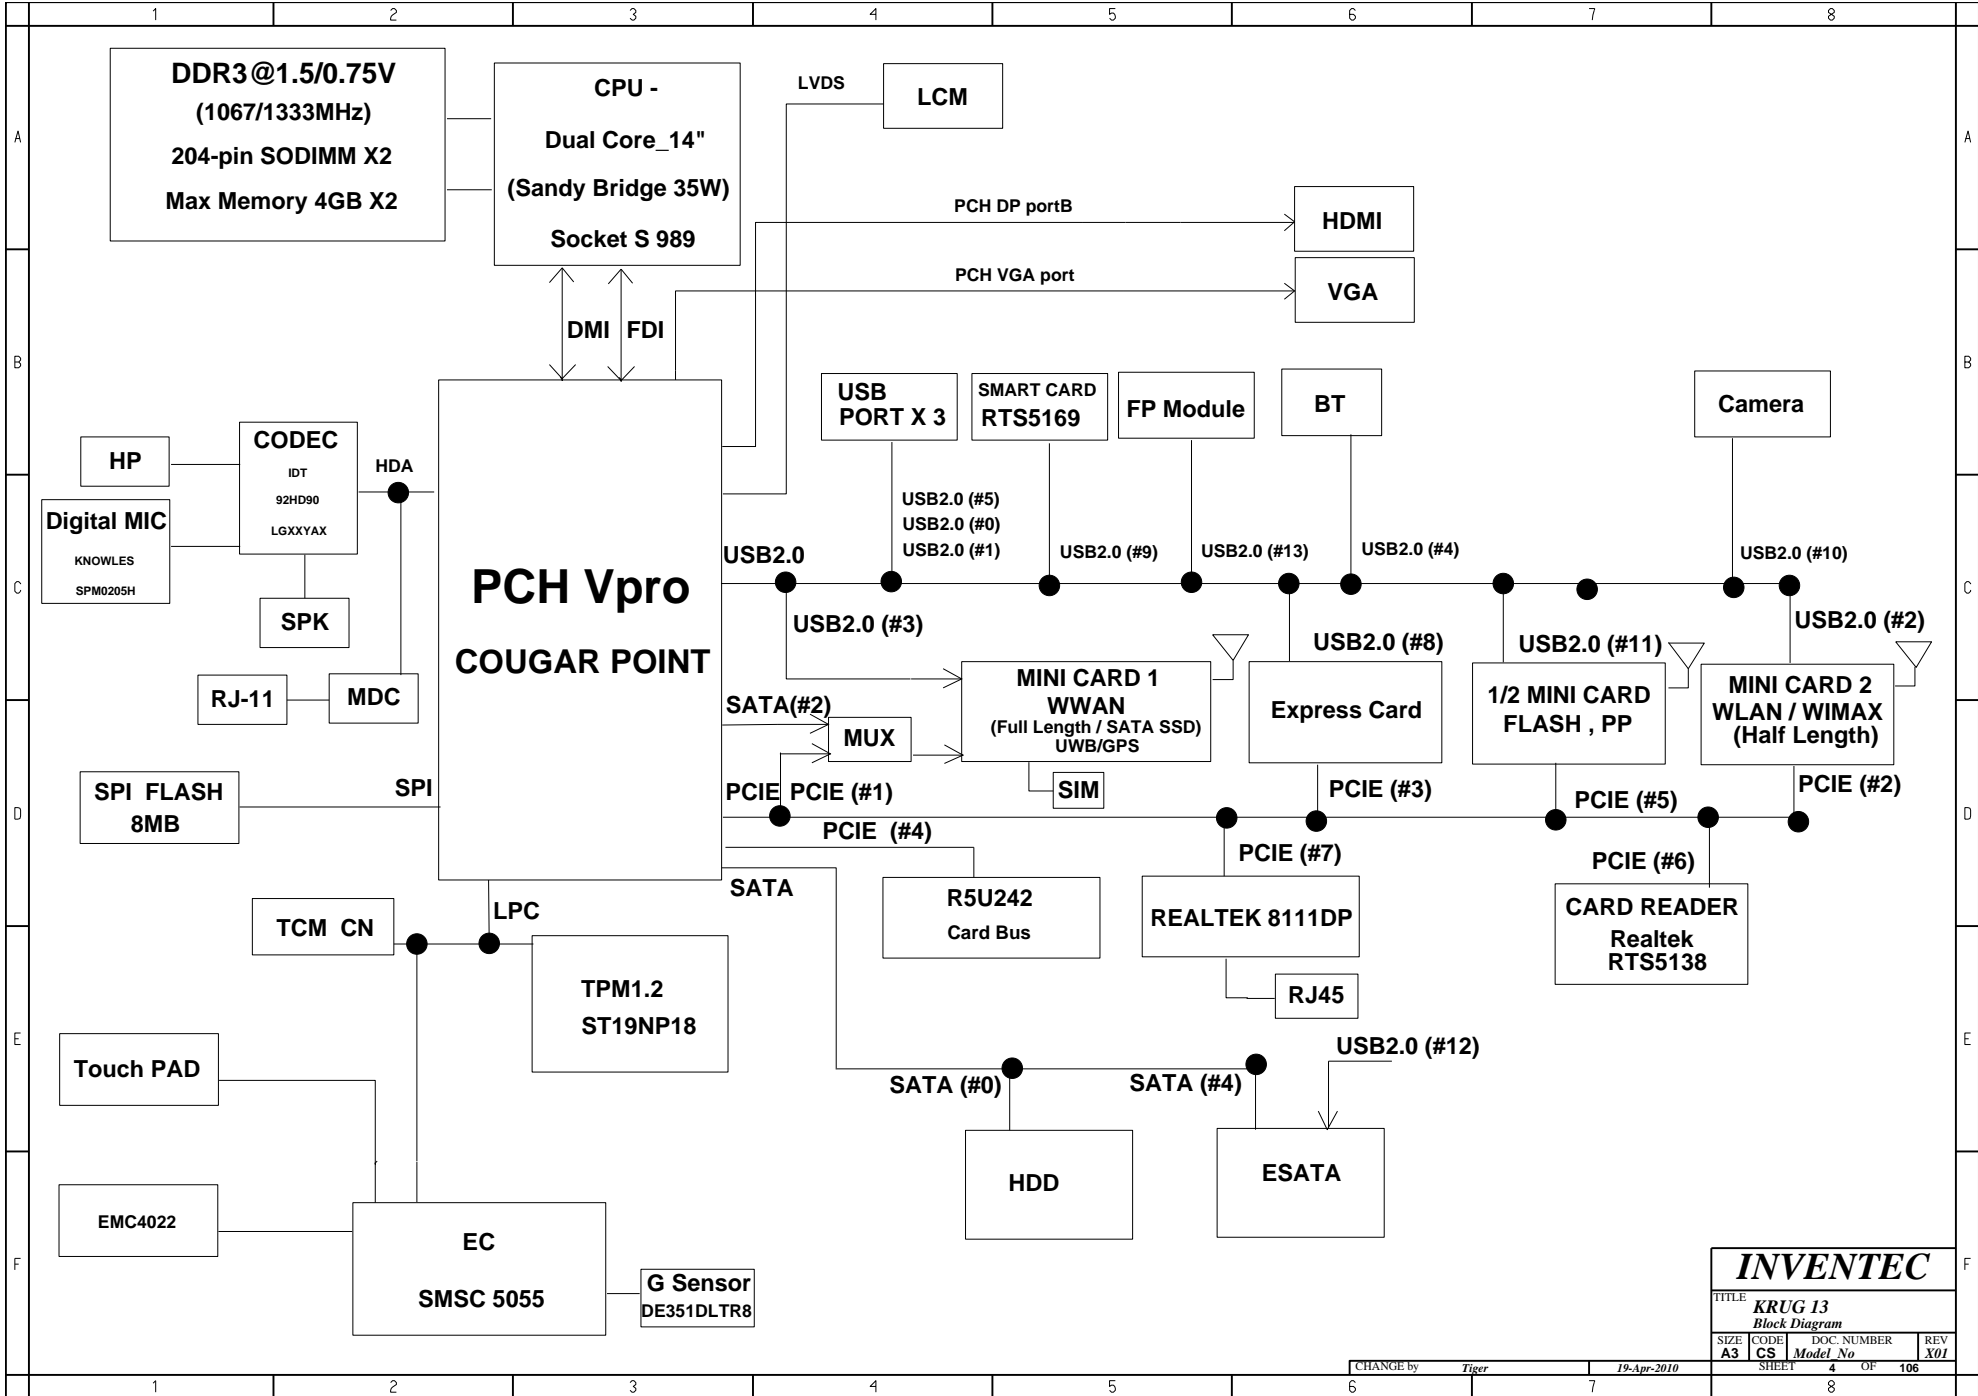 1 2 3 4 5 6 7 8
A
B
C
D
E
F
DDR3@1.5/0.75V
(1067/1333MHz)
204-pin SODIMM X2
Max Memory 4GB X2
CPU -
Dual Core_14"
(Sandy Bridge 35W)
Socket S 989
LVDS
LCM
PCH DP portB
HDMI
PCH VGA port
VGA
DMI
FDI
USB
PORT X 3
SMART CARD
RTS5169
FP Module
BT
Camera
HP
CODEC
IDT
92HD90
LGXXYAX
HDA
Digital MIC
KNOWLES
SPM0205H
SPK
RJ-11
MDC
PCH Vpro
COUGAR POINT
USB2.0
USB2.0 (#5)
USB2.0 (#0)
USB2.0 (#1)
USB2.0 (#9)
USB2.0 (#13)
USB2.0 (#4)
USB2.0 (#10)
USB2.0 (#3)
USB2.0 (#8)
USB2.0 (#11)
USB2.0 (#2)
SATA(#2)
MUX
MINI CARD 1
WWAN
(Full Length / SATA SSD)
UWB/GPS
SIM
Express Card
1/2 MINI CARD
FLASH , PP
MINI CARD 2
WLAN / WIMAX
(Half Length)
SPI FLASH
8MB
SPI
PCIE
PCIE (#1)
PCIE (#3)
PCIE (#5)
PCIE (#2)
PCIE (#4)
PCIE (#7)
PCIE (#6)
SATA
R5U242
Card Bus
REALTEK 8111DP
RJ45
CARD READER
Realtek
RTS5138
TCM CN
LPC
TPM1.2
ST19NP18
Touch PAD
EMC4022
EC
SMSC 5055
G Sensor
DE351DLTR8
SATA (#0)
SATA (#4)
USB2.0 (#12)
HDD
ESATA
INVENTEC
TITLE
KRUG 13
Block Diagram
SIZE CODE DOC. NUMBER REV
A3 CS Model_No X01
CHANGE by Tiger 19-Apr-2010 SHEET 4 OF 106
A
B
C
D
E
F
1 2 3 4 5 6 7 8